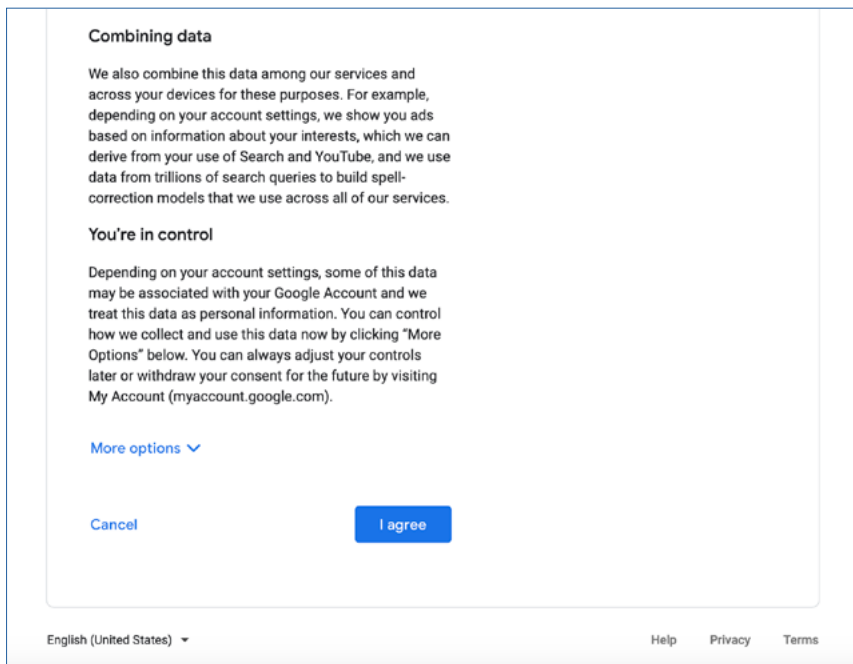 Combining data
We also combine this data among our services and
across your devices for these purposes. For example,
depending on your account settings, we show you ads
based on information about your interests, which we can
derive from your use of Search and YouTube, and we use
data from trillions of search queries to build spell-
correction models that we use across all of our services.
You're in control
Depending on your account settings, some of this data
may be associated with your Google Account and we
treat this data as personal information. You can control
how we collect and use this data now by clicking “More
Options” below. You can always adjust your controls
later or withdraw your consent for the future by visiting
My Account (myaccount.google.com).
More options
Cancel I agree
English (United States) Help Privacy Terms